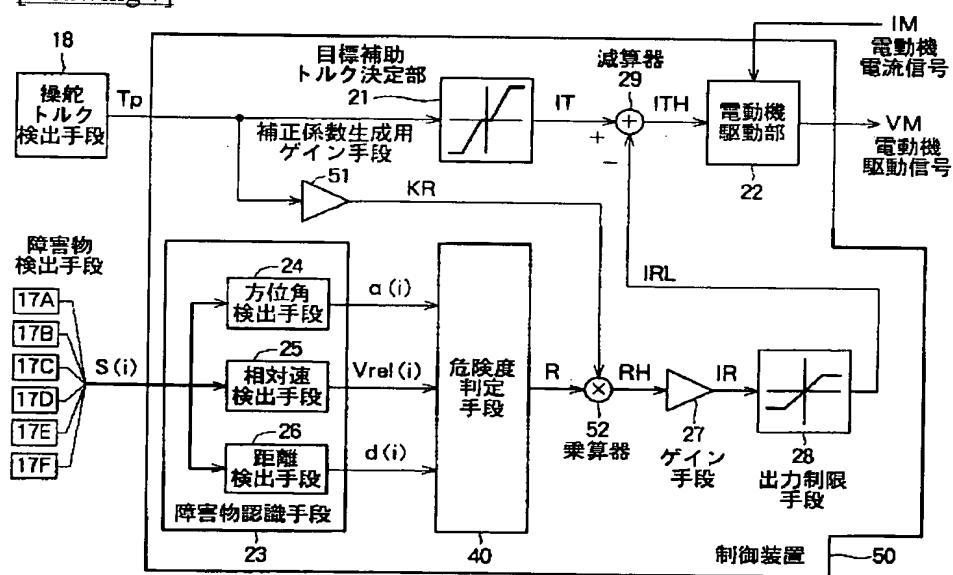 18
操舵
トルク
検出手段
Tp
目標補助
トルク決定部
21
IT
減算器
29
+
−
ITH
電動機
駆動部
22
IM
電動機
電流信号
VM
電動機
駆動信号
補正係数生成用
ゲイン手段
51
KR
障害物
検出手段
17A
17B
17C
17D
17E
17F
S(i)
24
方位角
検出手段
a(i)
25
相対速
検出手段
Vrel(i)
26
距離
検出手段
d(i)
障害物認識手段
23
危険度
判定
手段
40
R
52
乗算器
RH
27
ゲイン
手段
IR
IRL
28
出力制限
手段
制御装置
50